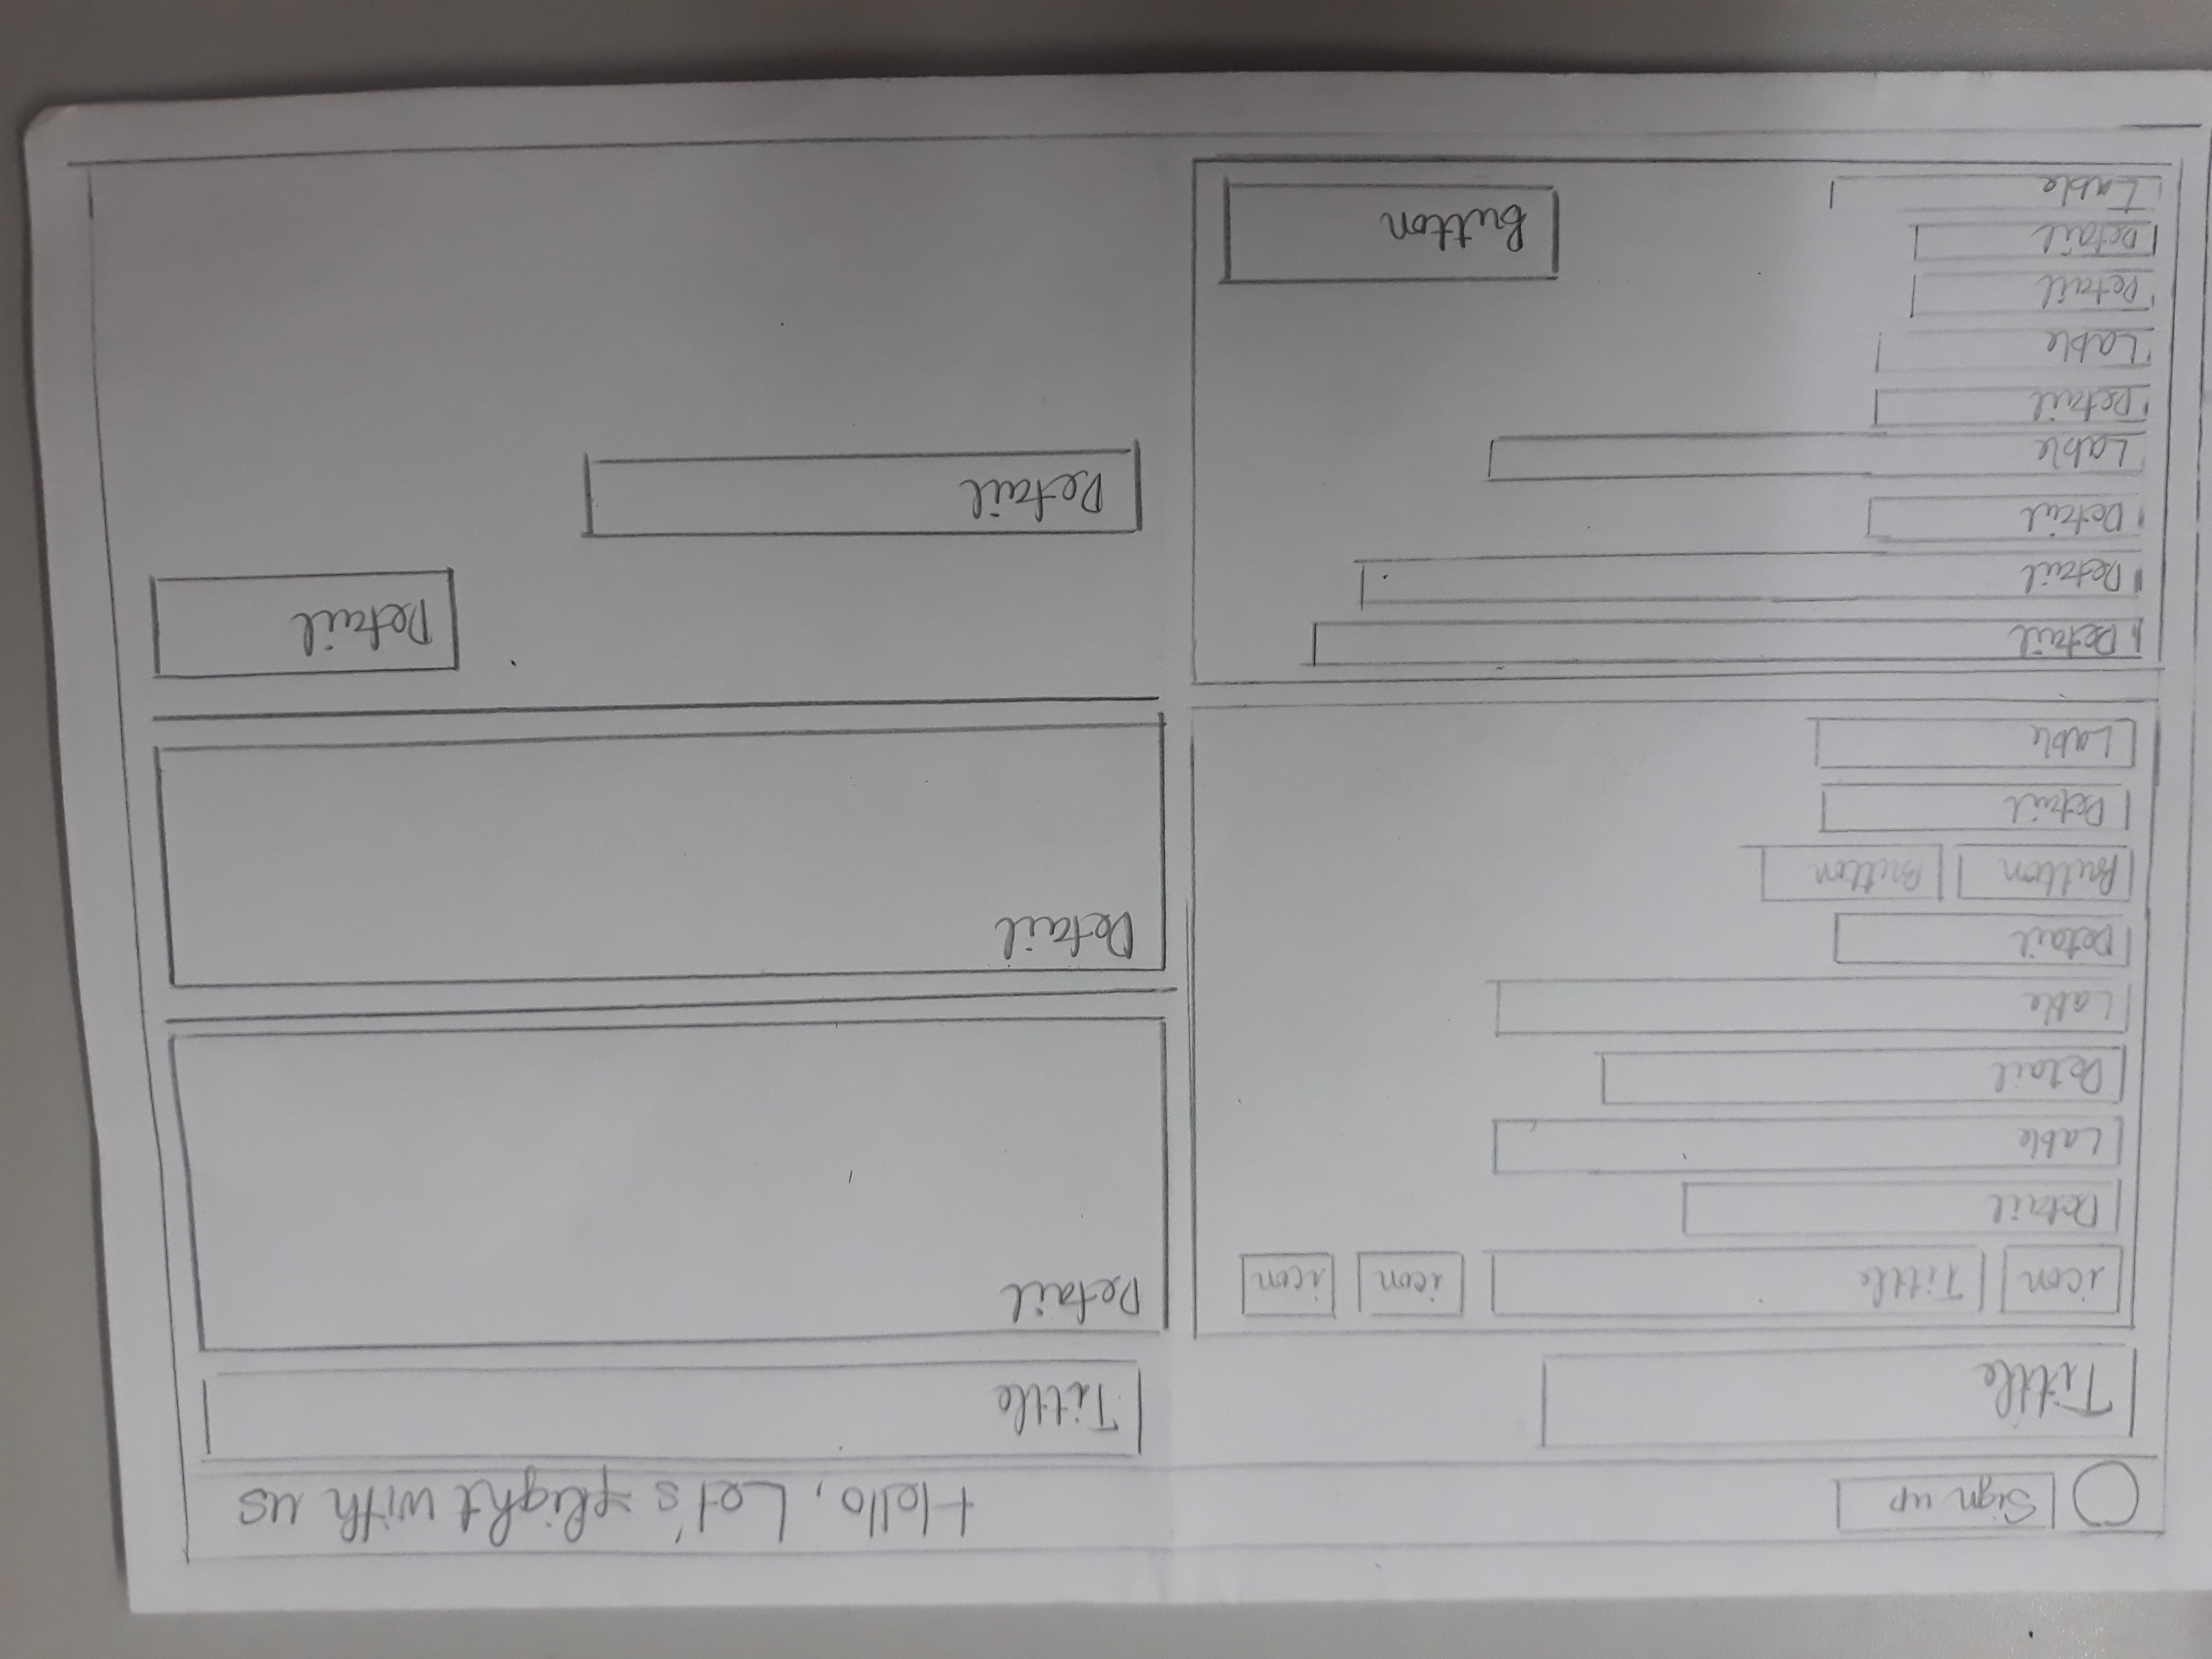 Sign up
Hello, Let's flight with us
Tittle
icon Tittle icon icon
Detail
Lable
Detail
Lable
Detail
Button Button
Detail
Lable
Detail
Detail
Detail
Lable
Detail
Lable
Detail
Detail
Lable
Button
Tittle
Detail
Detail
Detail
Detail